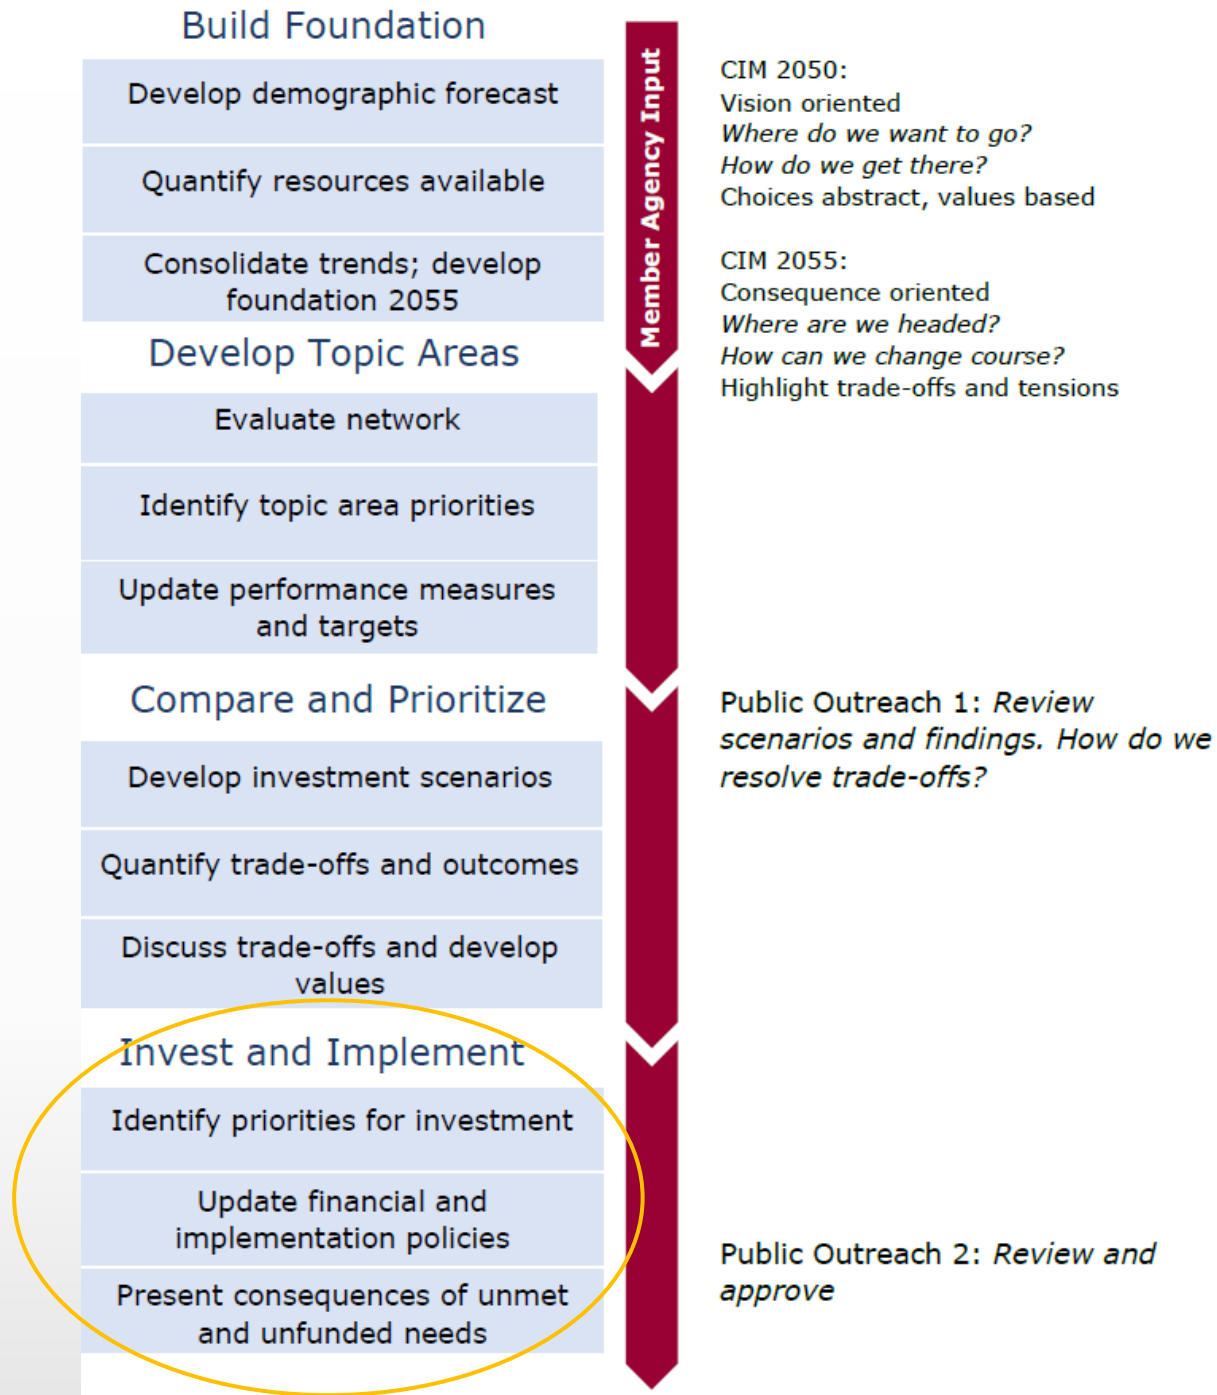 Build Foundation
Develop demographic forecast
Quantify resources available
Consolidate trends; develop
foundation 2055
Develop Topic Areas
Evaluate network
Identify topic area priorities
Update performance measures
and targets
Compare and Prioritize
Develop investment scenarios
Quantify trade-offs and outcomes
Discuss trade-offs and develop
values
Invest and Implement
Identify priorities for investment
Update financial and
implementation policies
Present consequences of unmet
and unfunded needs
Member Agency Input
CIM 2050:
Vision oriented
Where do we want to go?
How do we get there?
Choices abstract, values based
CIM 2055:
Consequence oriented
Where are we headed?
How can we change course?
Highlight trade-offs and tensions
Public Outreach 1: Review
scenarios and findings. How do we
resolve trade-offs?
Public Outreach 2: Review and
approve